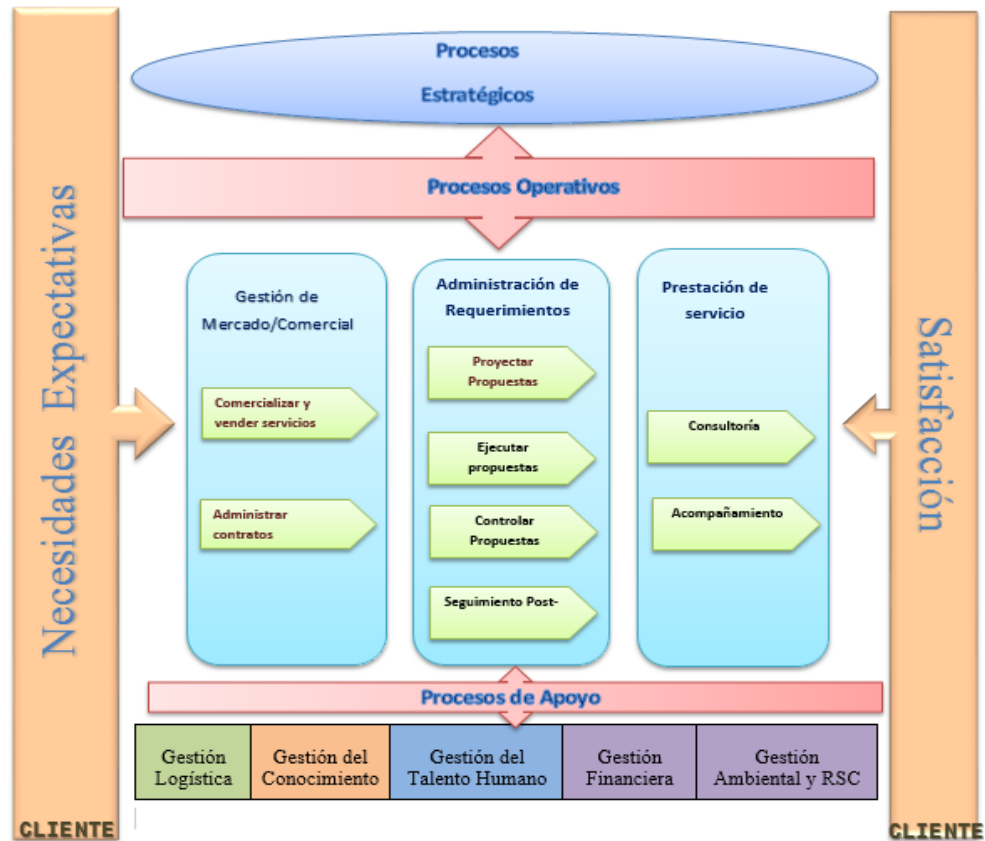 Procesos
Estratégicos
Procesos Operativos
Necesidades Expectativas
CLIENTE
Gestión de
Mercado/Comercial
Comercializar y
vender servicios
Administrar
contratos
Administración de
Requerimientos
Proyectar
Propuestas
Ejecutar
propuestas
Controlar
Propuestas
Seguimiento Post-
Prestación de
servicio
Consultoría
Acompañamiento
Satisfacción
CLIENTE
Procesos de Apoyo
Gestión
Logística
Gestión del
Conocimiento
Gestión del
Talento Humano
Gestión
Financiera
Gestión
Ambiental y RSC